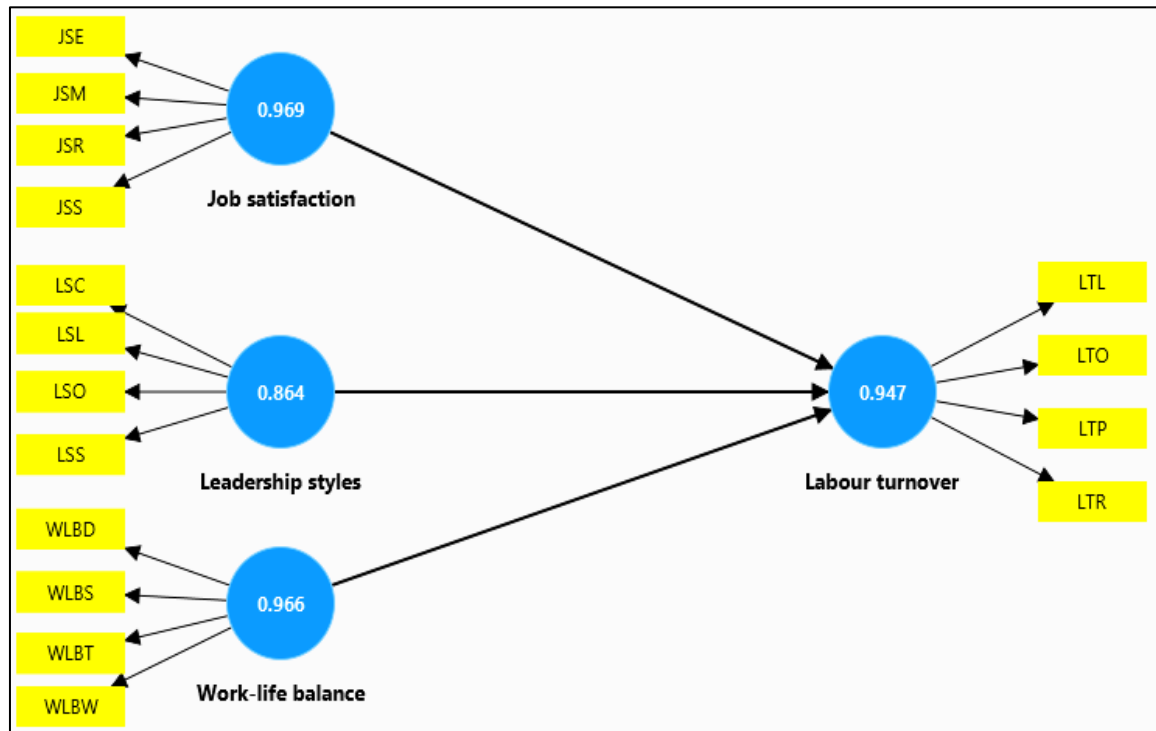 JSE
JSM
JSR
JSS
0.969
Job satisfaction
LSC
LSL
LSO
LSS
0.864
Leadership styles
WLBD
WLBS
WLBT
WLBW
0.966
Work-life balance
0.947
Labour turnover
LTL
LTO
LTP
LTR